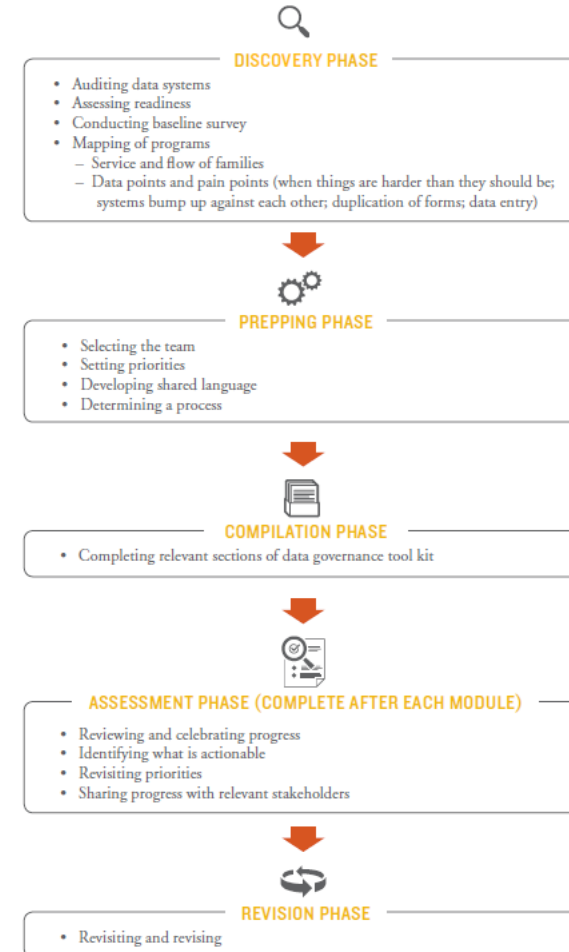 DISCOVERY PHASE
• Auditing data systems
• Assessing readiness
• Conducting baseline survey
• Mapping of programs
– Service and flow of families
– Data points and pain points (when things are harder than they should be;
systems bump up against each other; duplication of forms; data entry)
PREPPING PHASE
• Selecting the team
• Setting priorities
• Developing shared language
• Determining a process
COMPILATION PHASE
• Completing relevant sections of data governance tool kit
ASSESSMENT PHASE (COMPLETE AFTER EACH MODULE)
• Reviewing and celebrating progress
• Identifying what is actionable
• Revisiting priorities
• Sharing progress with relevant stakeholders
REVISION PHASE
• Revisiting and revising